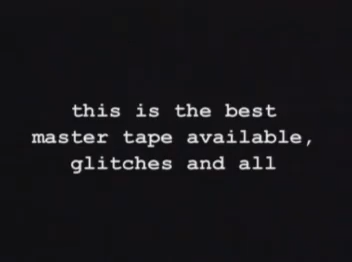 this is the best
master tape available,
glitches and all